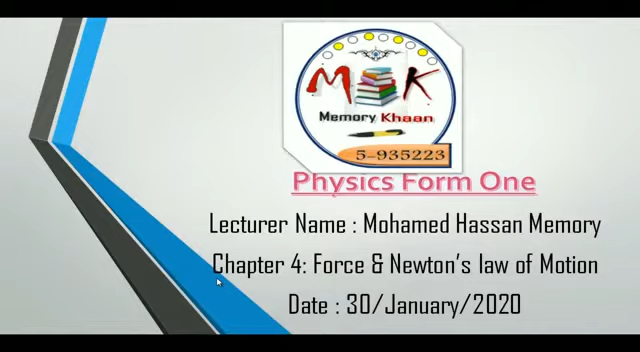 M K
Memory Khaan
5-935223
Physics Form One
Lecturer Name : Mohamed Hassan Memory
Chapter 4: Force & Newton's law of Motion
Date : 30/January/2020